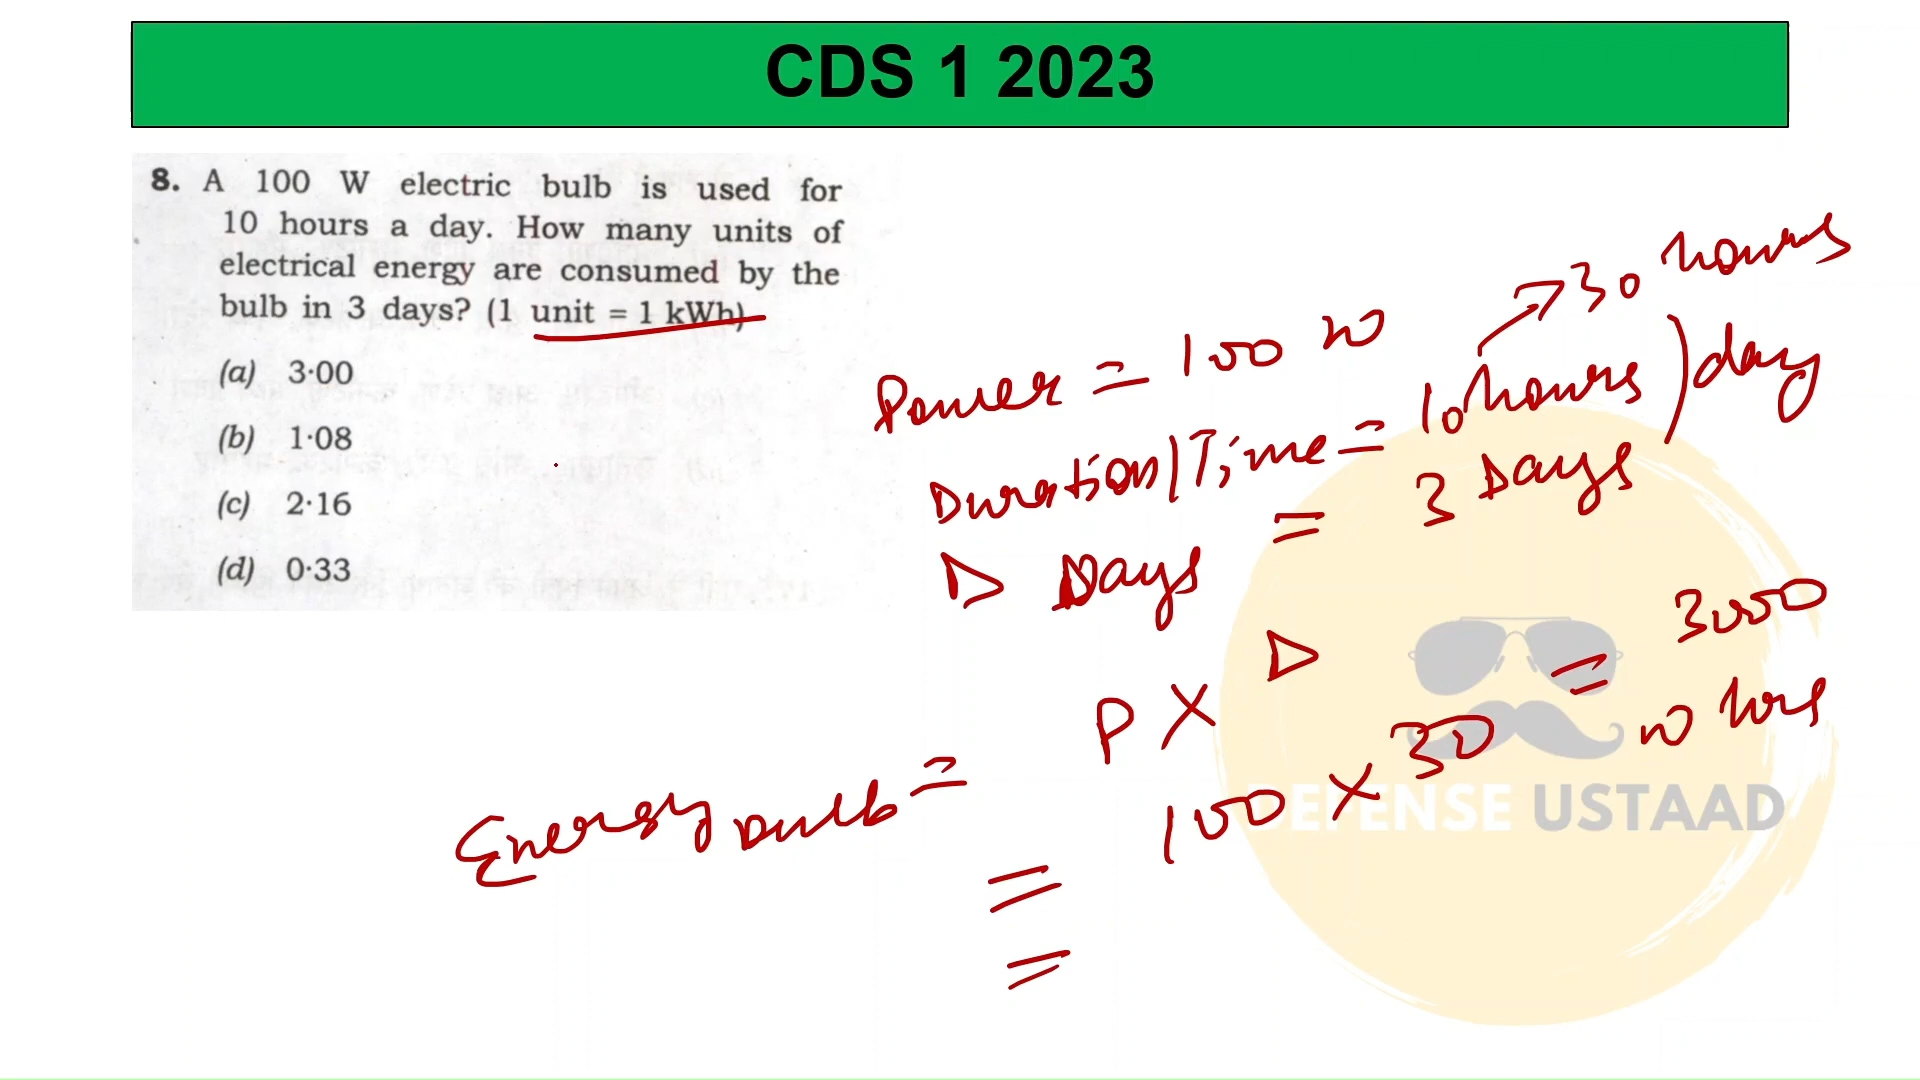 CDS 1 2023
8. A 100 W electric bulb is used for
10 hours a day. How many units of
electrical energy are consumed by the
bulb in 3 days? (1 unit = 1 kWh)
(a) 3·00
(b) 1·08
(c) 2·16
(d) 0·33
Power = 100 W
→ 30 hours
Duration/Time = 10 hours / day
D Days = 3 Days
Energy bulb = P X D
= 100 X 30 = 3000
W hrs
=
DEFENSE USTAAD